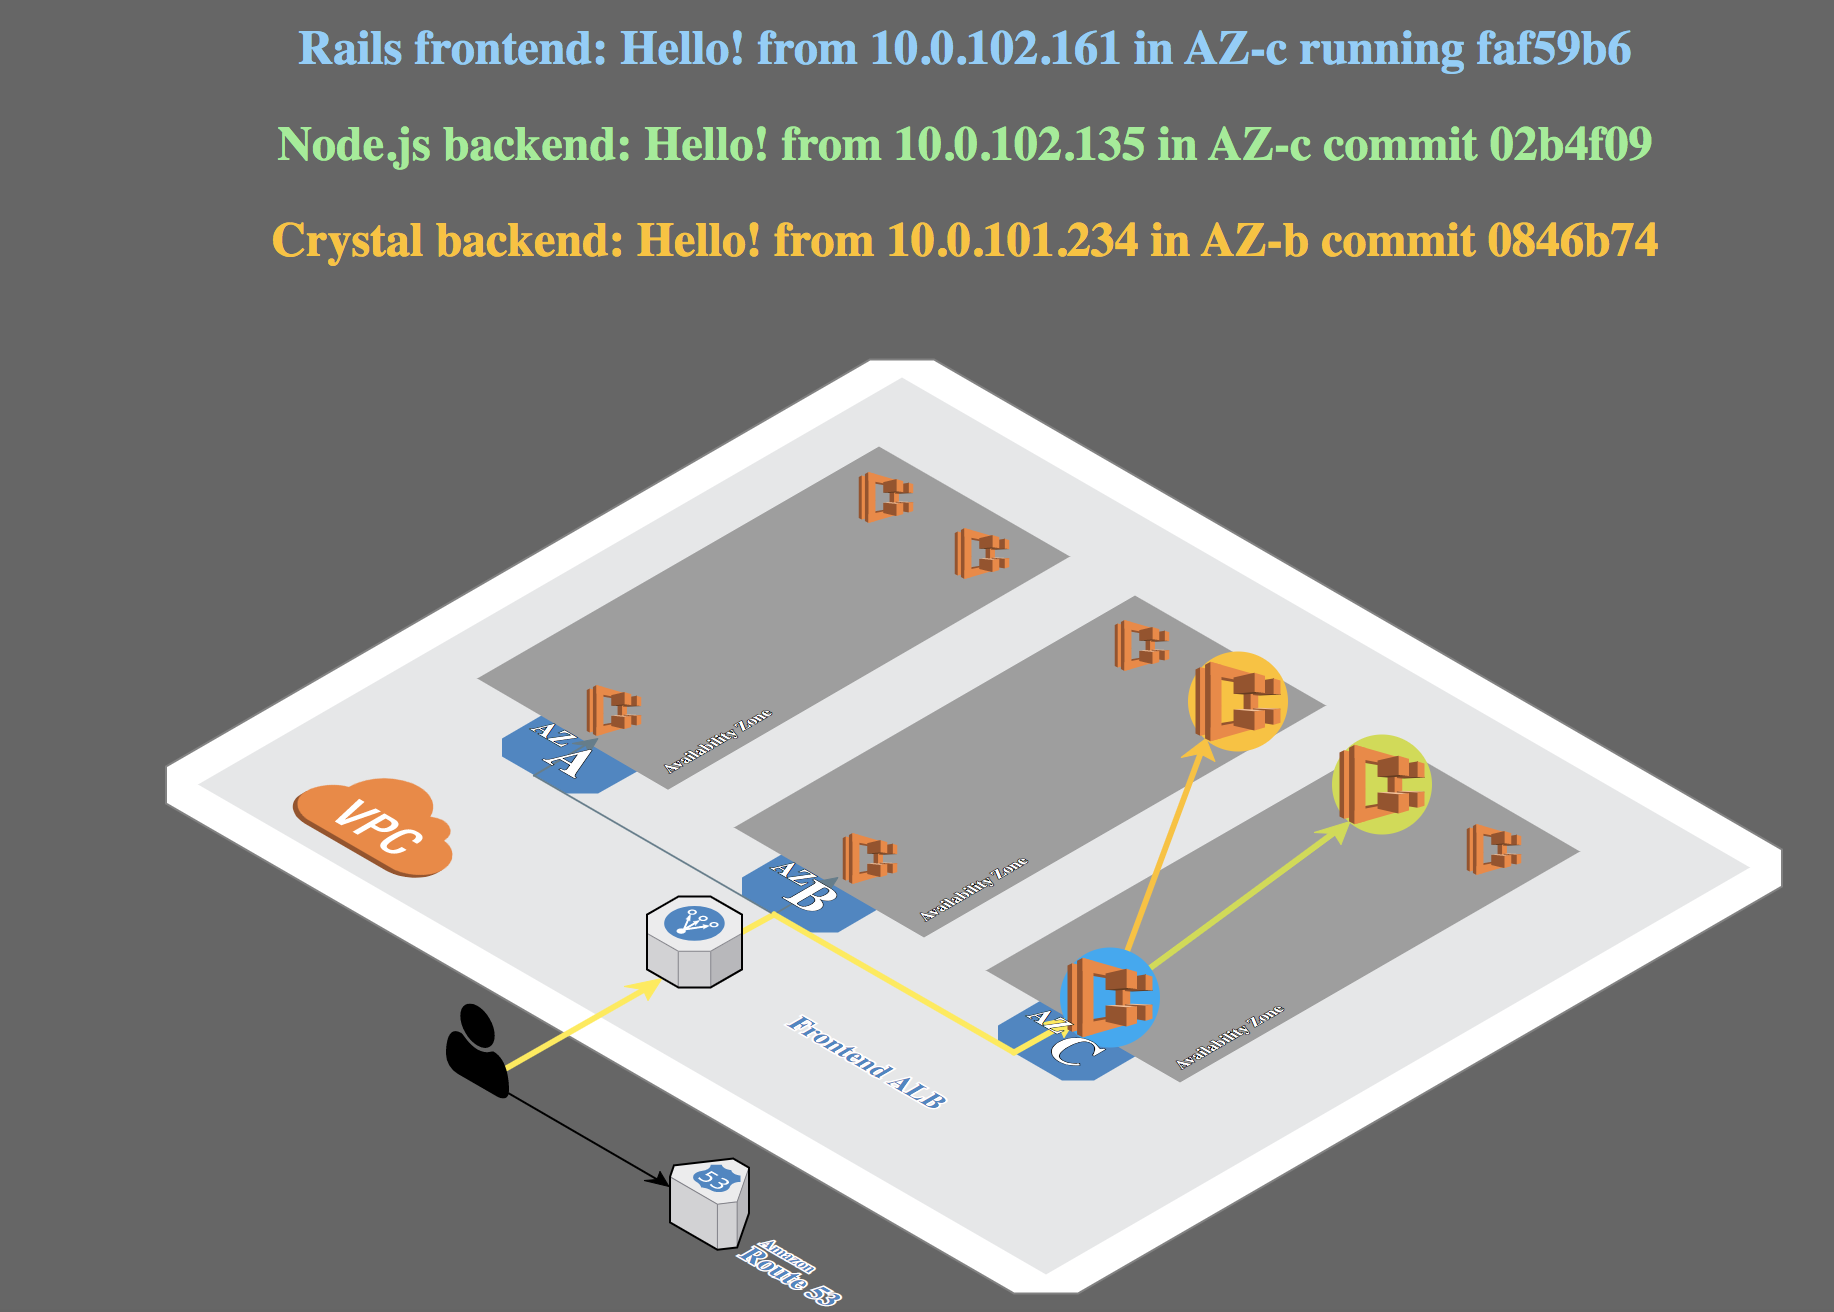 Rails frontend: Hello! from 10.0.102.161 in AZ-c running faf59b6
Node.js backend: Hello! from 10.0.102.135 in AZ-c commit 02b4f09
Crystal backend: Hello! from 10.0.101.234 in AZ-b commit 0846b74
AZ
A
Availability Zone
VPC
AZ
B
Availability Zone
AZ
C
Availability Zone
Frontend ALB
53
Amazon
Route 53